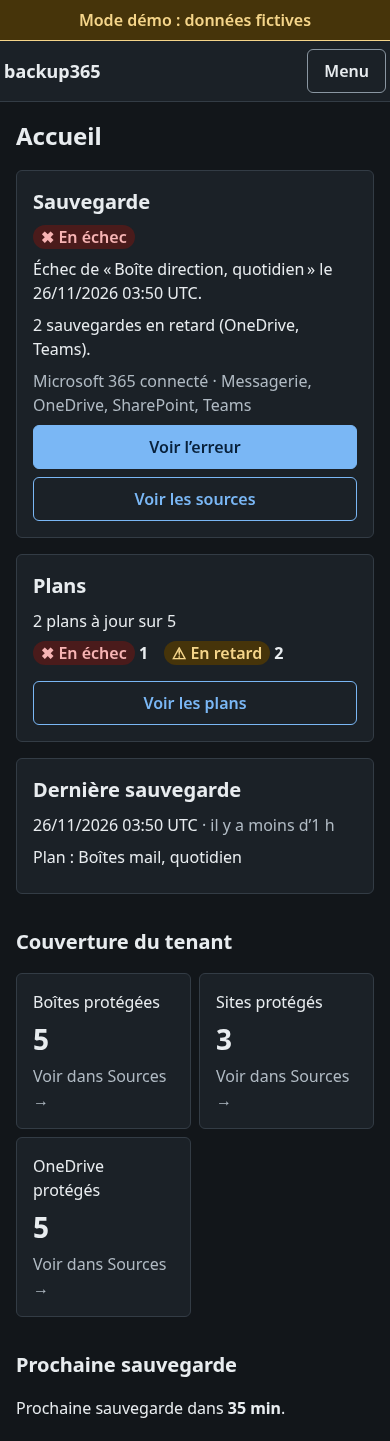 Mode démo : données fictives
backup365
Menu
Accueil
Sauvegarde
✖ En échec
Échec de « Boîte direction, quotidien » le
26/11/2026 03:50 UTC.
2 sauvegardes en retard (OneDrive,
Teams).
Microsoft 365 connecté · Messagerie,
OneDrive, SharePoint, Teams
Voir l’erreur
Voir les sources
Plans
2 plans à jour sur 5
✖ En échec 1 ⚠ En retard 2
Voir les plans
Dernière sauvegarde
26/11/2026 03:50 UTC · il y a moins d’1 h
Plan : Boîtes mail, quotidien
Couverture du tenant
Boîtes protégées
5
Voir dans Sources
→
Sites protégés
3
Voir dans Sources
→
OneDrive
protégés
5
Voir dans Sources
→
Prochaine sauvegarde
Prochaine sauvegarde dans 35 min.